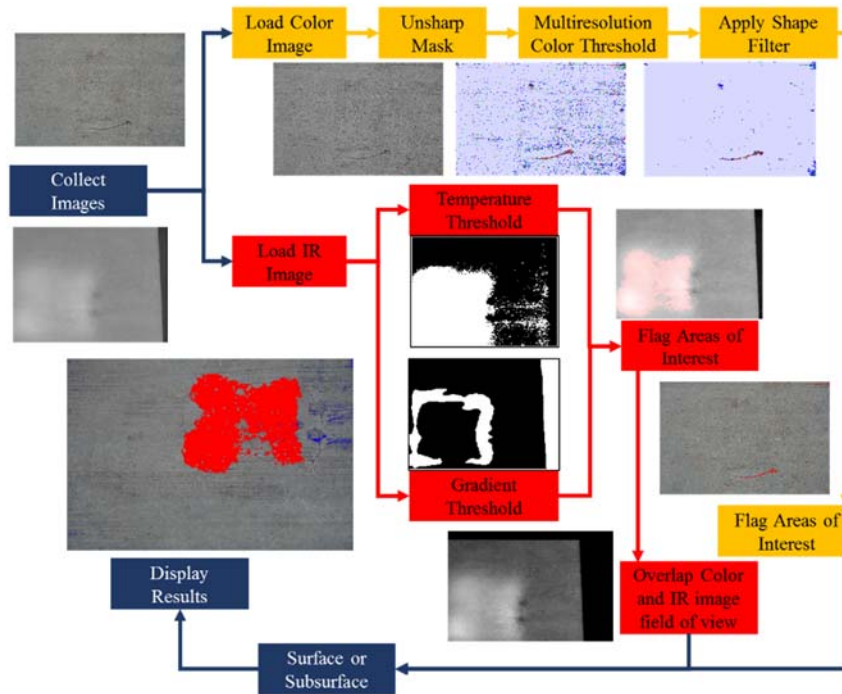 Load Color
Image
Unsharp
Mask
Multiresolution
Color Threshold
Apply Shape
Filter
Collect
Images
Temperature
Threshold
Load IR
Image
Flag Areas of
Interest
Gradient
Threshold
Flag Areas of
Interest
Overlap Color
and IR image
field of view
Display
Results
Surface or
Subsurface